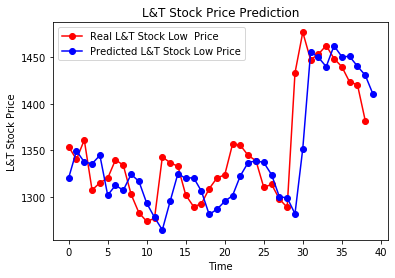 L&T Stock Price Prediction
Real L&T Stock Low  Price
Predicted L&T Stock Low Price
L&T Stock Price
1450
1400
1350
1300
0 5 10 15 20 25 30 35 40
Time